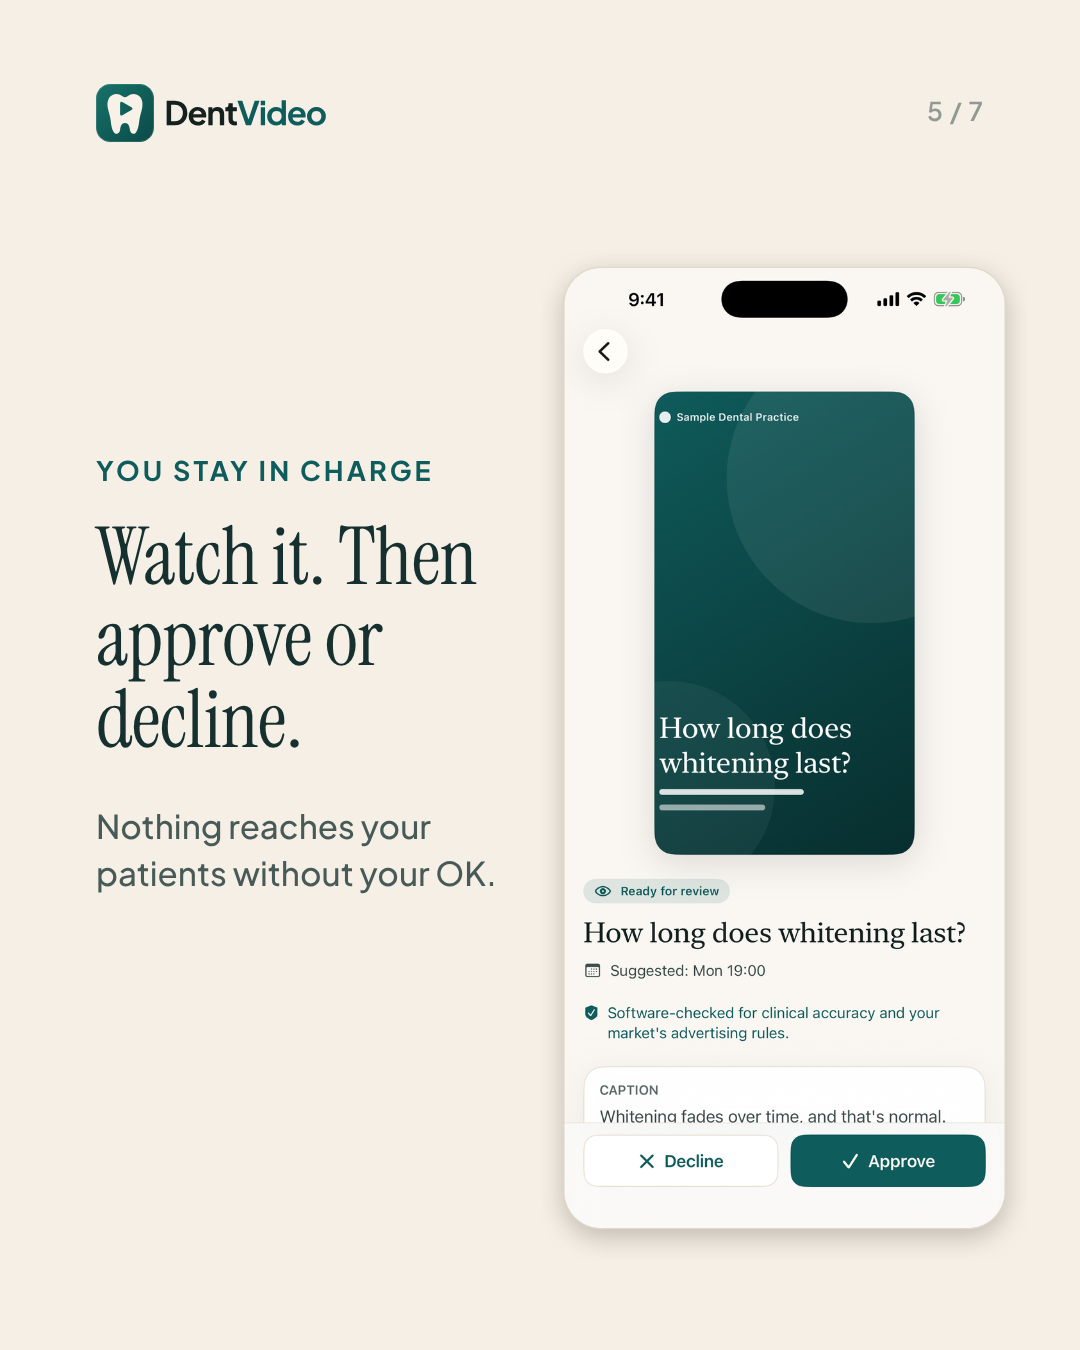 DentVideo
5 / 7
YOU STAY IN CHARGE
Watch it. Then
approve or
decline.
Nothing reaches your
patients without your OK.
9:41
Sample Dental Practice
How long does
whitening last?
Ready for review
How long does whitening last?
Suggested: Mon 19:00
Software-checked for clinical accuracy and your
market's advertising rules.
CAPTION
Whitening fades over time, and that's normal.
Decline
Approve